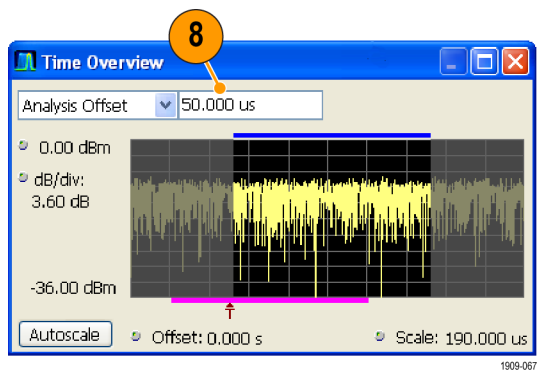 8
Time Overview
Analysis Offset 50.000 us
0.00 dBm
dB/div:
3.60 dB
-36.00 dBm
T
Autoscale Offset: 0.000 s Scale: 190.000 us
1909-067